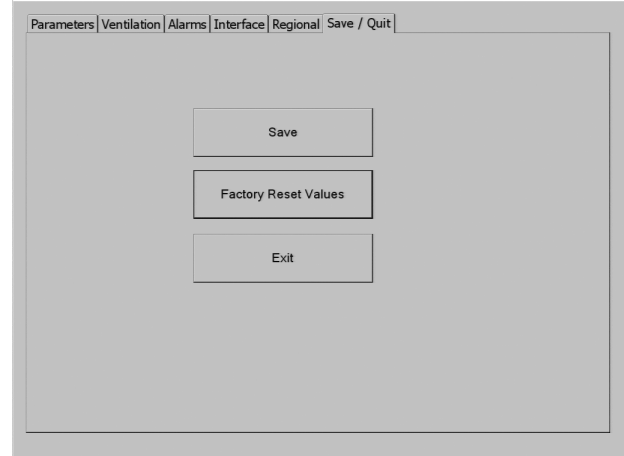 Parameters Ventilation Alarms Interface Regional Save / Quit
Save
Factory Reset Values
Exit